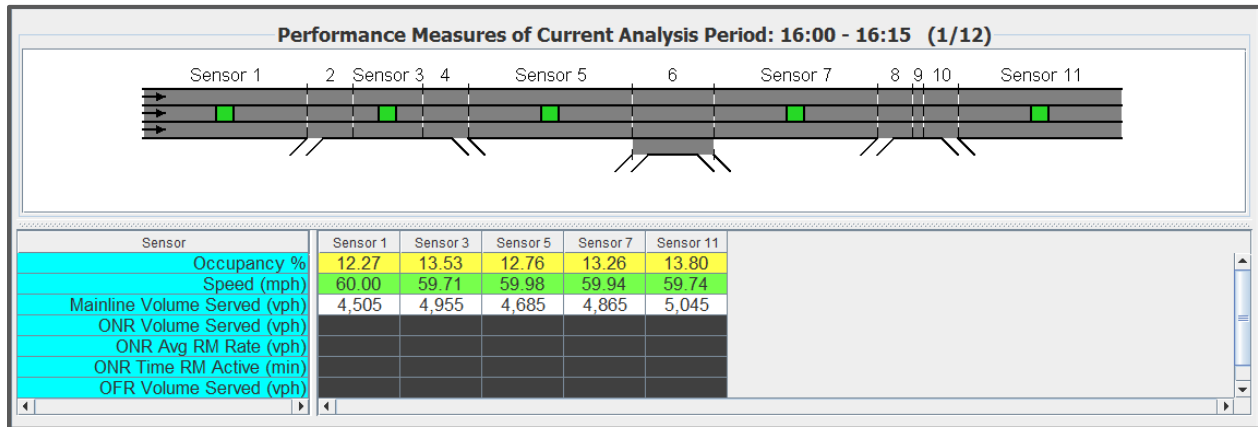 Performance Measures of Current Analysis Period: 16:00 - 16:15 (1/12)
Sensor 1 2 Sensor 3 4 Sensor 5 6 Sensor 7 8 9 10 Sensor 11
Sensor Sensor 1 Sensor 3 Sensor 5 Sensor 7 Sensor 11
Occupancy % 12.27 13.53 12.76 13.26 13.80
Speed (mph) 60.00 59.71 59.98 59.94 59.74
Mainline Volume Served (vph) 4,505 4,955 4,685 4,865 5,045
ONR Volume Served (vph)
ONR Avg RM Rate (vph)
ONR Time RM Active (min)
OFR Volume Served (vph)